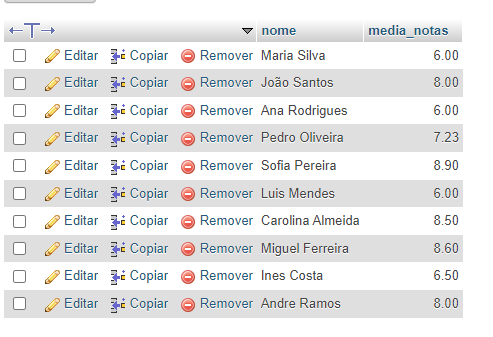 nome media_notas
Editar Copiar Remover Maria Silva 6.00
Editar Copiar Remover João Santos 8.00
Editar Copiar Remover Ana Rodrigues 6.00
Editar Copiar Remover Pedro Oliveira 7.23
Editar Copiar Remover Sofia Pereira 8.90
Editar Copiar Remover Luis Mendes 6.00
Editar Copiar Remover Carolina Almeida 8.50
Editar Copiar Remover Miguel Ferreira 8.60
Editar Copiar Remover Ines Costa 6.50
Editar Copiar Remover Andre Ramos 8.00